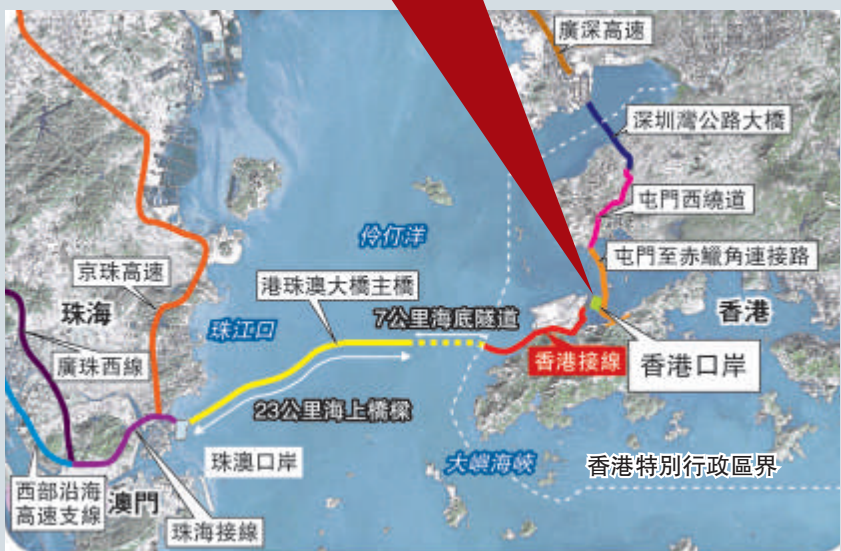 廣深高速
深圳灣公路大橋
屯門西繞道
伶仃洋
屯門至赤鱲角連接路
京珠高速
港珠澳大橋主橋
珠海
香港
珠江口
7公里海底隧道
廣珠西線
香港接線
香港口岸
23公里海上橋樑
珠澳口岸
大嶼海峽
香港特別行政區界
西部沿海
高速支線
澳門
珠海接線